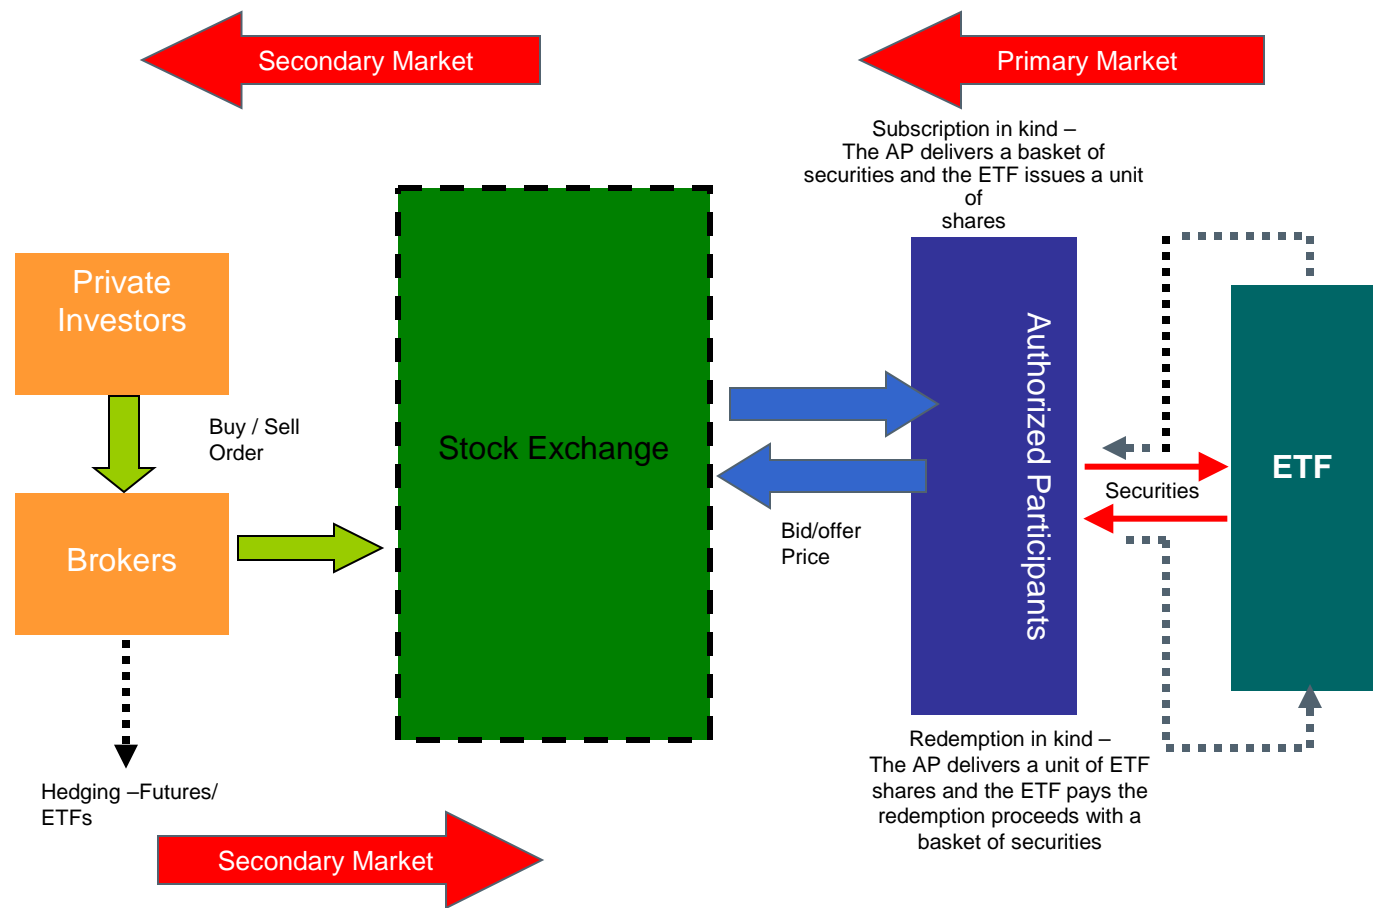 Secondary Market
Primary Market
Subscription in kind –
The AP delivers a basket of
securities and the ETF issues a unit
of
shares
Private
Investors
Buy / Sell
Order
Stock Exchange
Authorized Participants
Securities
ETF
Bid/offer
Price
Brokers
Hedging –Futures/
ETFs
Redemption in kind –
The AP delivers a unit of ETF
shares and the ETF pays the
redemption proceeds with a
basket of securities
Secondary Market